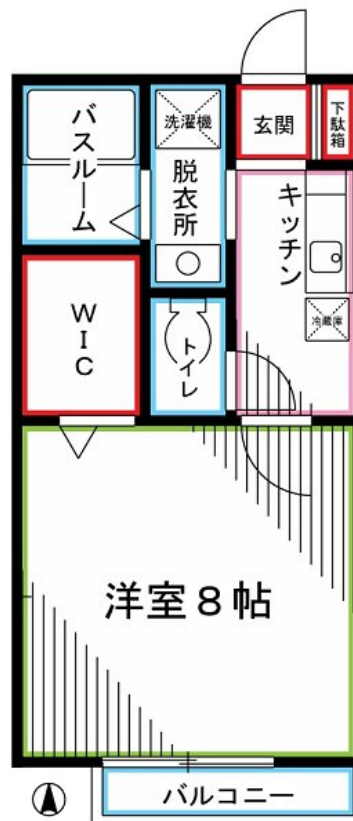 バスルーム
洗濯機
脱衣所
玄関
下駄箱
キッチン
冷蔵庫
WIC
トイレ
洋室8帖
バルコニー